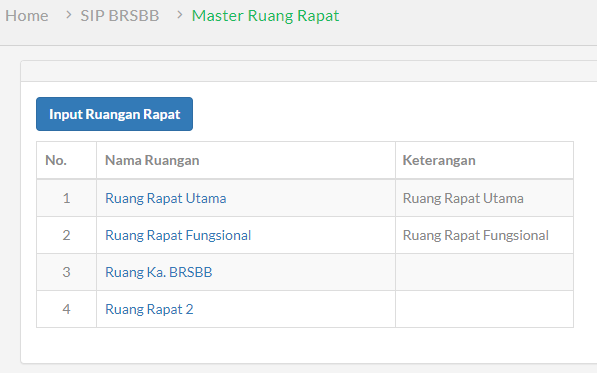 Home > SIP BRSBB > Master Ruang Rapat
Input Ruangan Rapat
No. Nama Ruangan Keterangan
1 Ruang Rapat Utama Ruang Rapat Utama
2 Ruang Rapat Fungsional Ruang Rapat Fungsional
3 Ruang Ka. BRSBB
4 Ruang Rapat 2